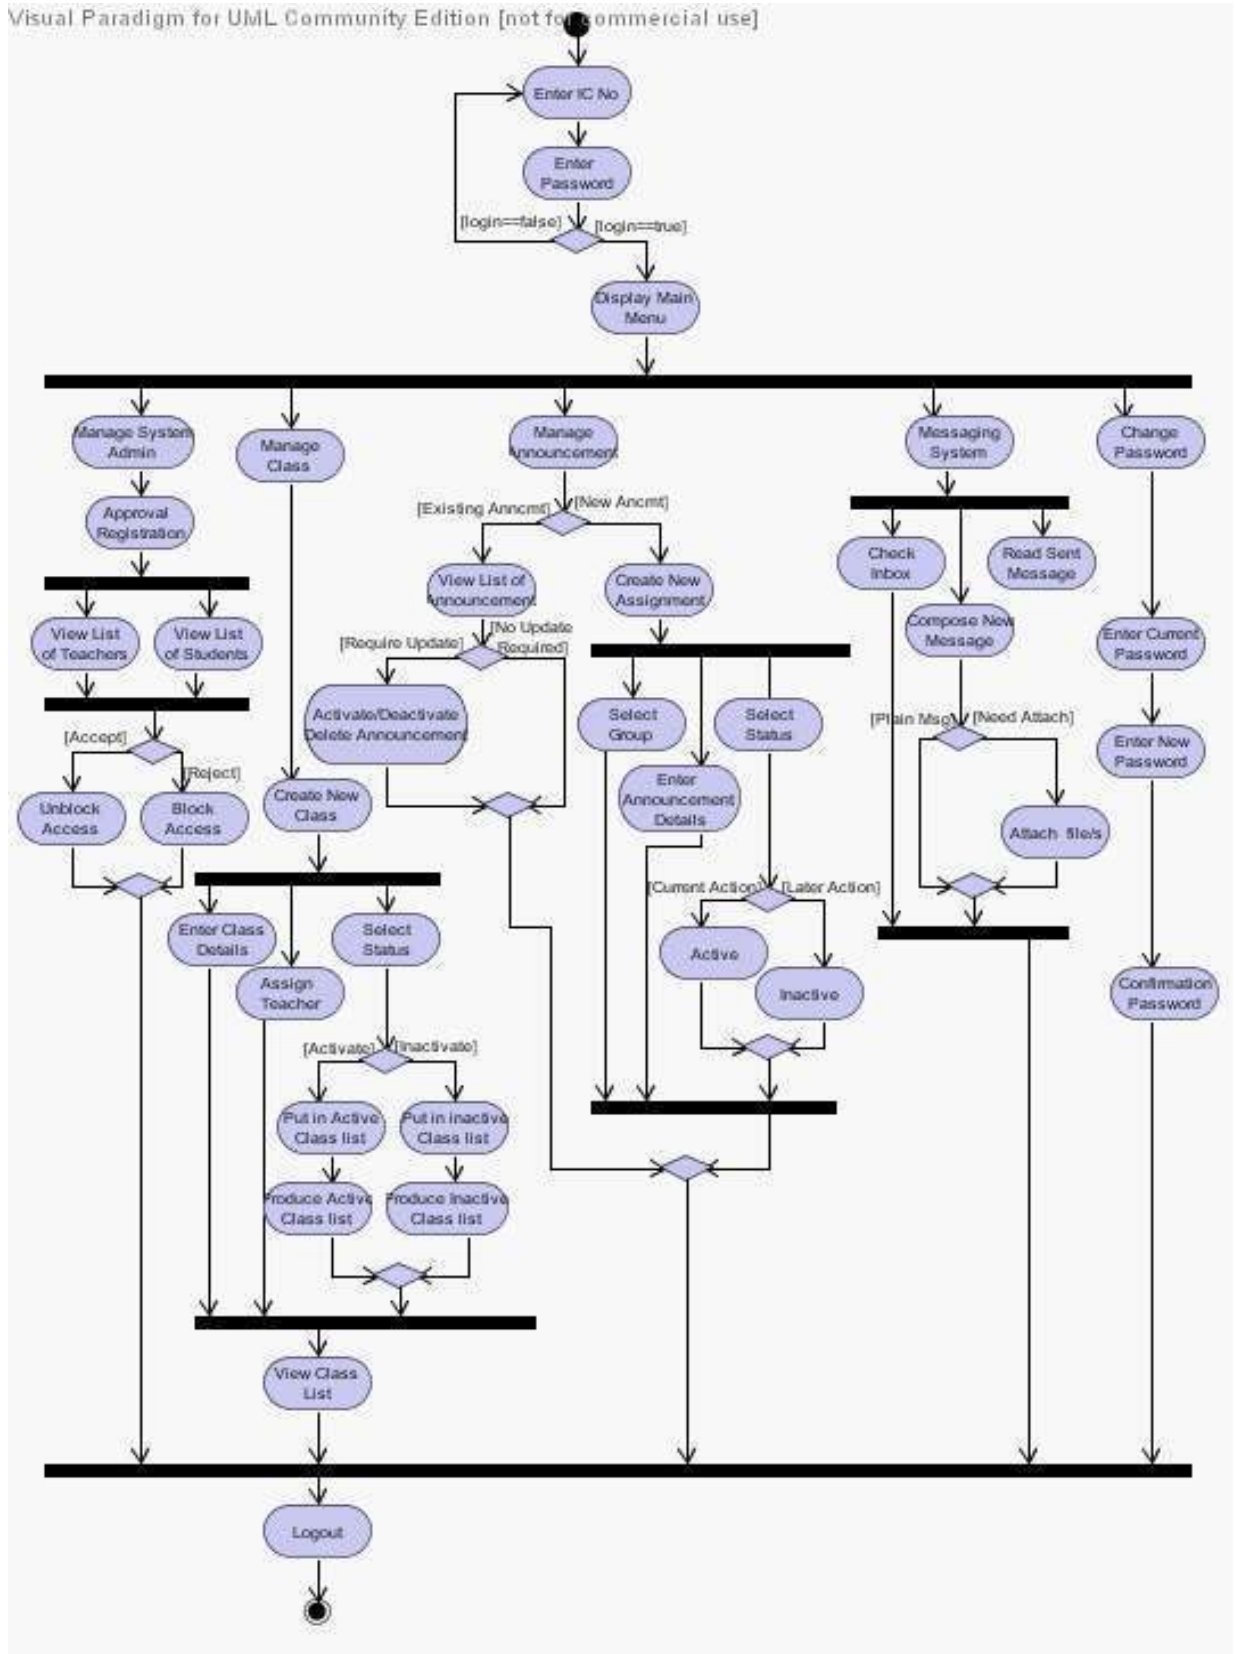 Visual Paradigm for UML Community Edition [not for commercial use]
Enter IC No
Enter
Password
[login==false]
[login==true]
Display Main
Menu
Manage System
Admin
Manage
Class
Manage
Announcement
Messaging
System
Change
Password
Approval
Registration
[Existing Anncmt]
[New Ancmt]
Check
Inbox
Read Sent
Message
View List of
Announcement
Create New
Assignment
Compose New
Message
View List
of Teachers
View List
of Students
[Require Update]
[No Update
Required]
Enter Current
Password
Activate/Deactivate
Delete Announcement
Select
Group
Select
Status
[Plain Msg]
[Need Attach]
[Accept]
[Reject]
Enter New
Password
Unblock
Access
Block
Access
Create New
Class
Enter
Announcement
Details
Attach file/s
[Current Action]
[Later Action]
Enter Class
Details
Select
Status
Active
Inactive
Assign
Teacher
Confirmation
Password
[Activate]
[Inactivate]
Put in Active
Class list
Put in inactive
Class list
Produce Active
Class list
Produce Inactive
Class list
View Class
List
Logout